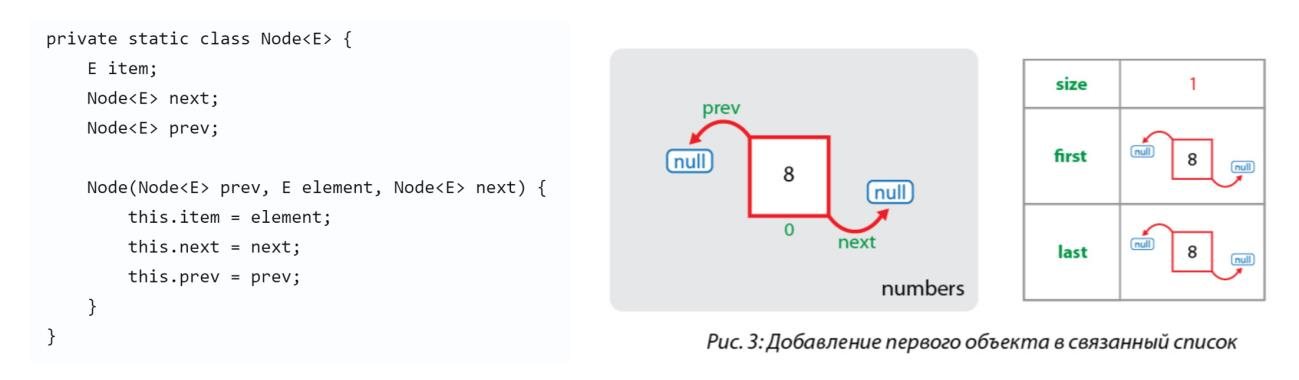 private static class Node<E> {
    E item;
    Node<E> next;
    Node<E> prev;

    Node(Node<E> prev, E element, Node<E> next) {
        this.item = element;
        this.next = next;
        this.prev = prev;
    }
}
prev
null
8
null
0
next
numbers
size
1
first
null
8
null
last
null
8
null
Рис. 3: Добавление первого объекта в связанный список